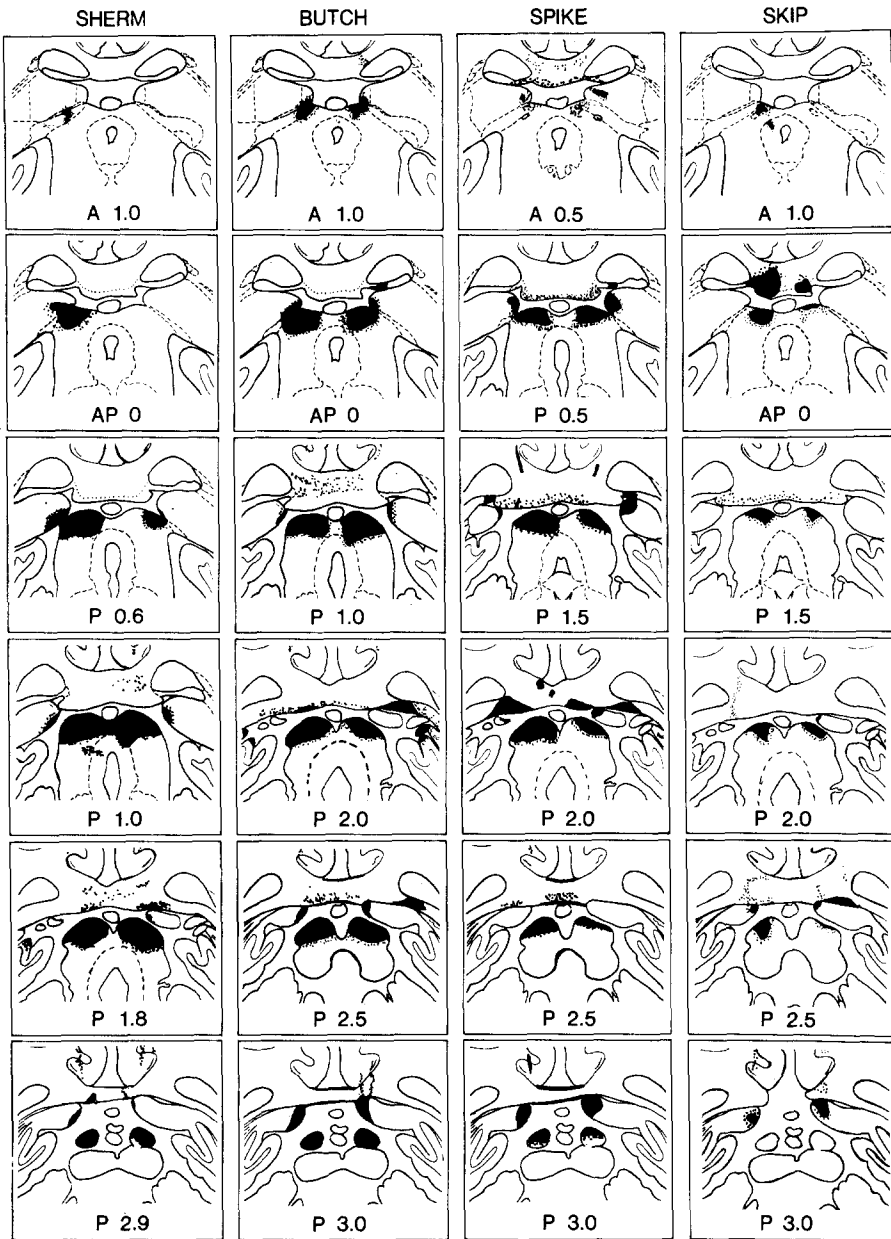 SHERM BUTCH SPIKE SKIP
A 1.0 A 1.0 A 0.5 A 1.0
AP 0 AP 0 P 0.5 AP 0
P 0.6 P 1.0 P 1.5 P 1.5
P 1.0 P 2.0 P 2.0 P 2.0
P 1.8 P 2.5 P 2.5 P 2.5
P 2.9 P 3.0 P 3.0 P 3.0